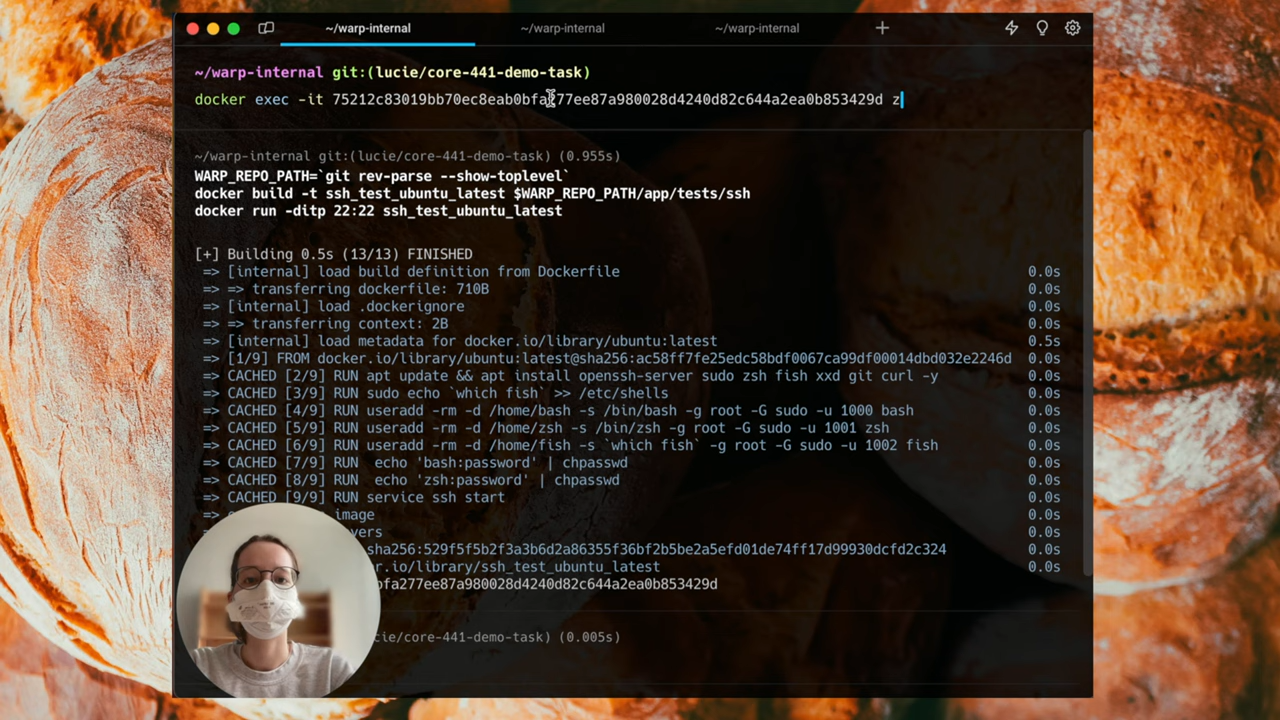 ~/warp-internal
~/warp-internal
~/warp-internal
~/warp-internal git:(lucie/core-441-demo-task)
docker exec -it 75212c83019bb70ec8eab0bfa277ee87a980028d4240d82c644a2ea0b853429d z
~/warp-internal git:(lucie/core-441-demo-task) (0.955s)
WARP_REPO_PATH=`git rev-parse --show-toplevel`
docker build -t ssh_test_ubuntu_latest $WARP_REPO_PATH/app/tests/ssh
docker run -ditp 22:22 ssh_test_ubuntu_latest
[+] Building 0.5s (13/13) FINISHED
=> [internal] load build definition from Dockerfile 0.0s
=> => transferring dockerfile: 710B 0.0s
=> [internal] load .dockerignore 0.0s
=> => transferring context: 2B 0.0s
=> [internal] load metadata for docker.io/library/ubuntu:latest 0.5s
=> [1/9] FROM docker.io/library/ubuntu:latest@sha256:ac58ff7fe25edc58bdf0067ca99df00014dbd032e2246d 0.0s
=> CACHED [2/9] RUN apt update && apt install openssh-server sudo zsh fish xxd git curl -y 0.0s
=> CACHED [3/9] RUN sudo echo `which fish` >> /etc/shells 0.0s
=> CACHED [4/9] RUN useradd -rm -d /home/bash -s /bin/bash -g root -G sudo -u 1000 bash 0.0s
=> CACHED [5/9] RUN useradd -rm -d /home/zsh -s /bin/zsh -g root -G sudo -u 1001 zsh 0.0s
=> CACHED [6/9] RUN useradd -rm -d /home/fish -s `which fish` -g root -G sudo -u 1002 fish 0.0s
=> CACHED [7/9] RUN echo 'bash:password' | chpasswd 0.0s
=> CACHED [8/9] RUN echo 'zsh:password' | chpasswd 0.0s
=> CACHED [9/9] RUN service ssh start 0.0s
=> image 0.0s
vers 0.0s
sha256:529f5f5b2f3a3b6d2a86355f36bf2b5be2a5efd01de74ff17d99930dcfd2c324 0.0s
r.io/library/ssh_test_ubuntu_latest 0.0s
bfa277ee87a980028d4240d82c644a2ea0b853429d
cie/core-441-demo-task) (0.005s)